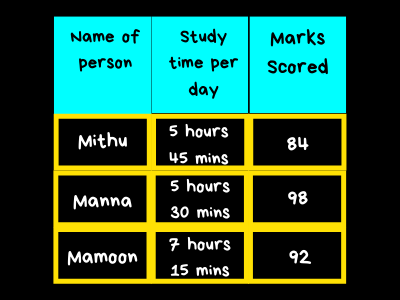 Name of
person
Study
time per
day
Marks
Scored
Mithu
5 hours
45 mins
84
Manna
5 hours
30 mins
98
Mamoon
7 hours
15 mins
92